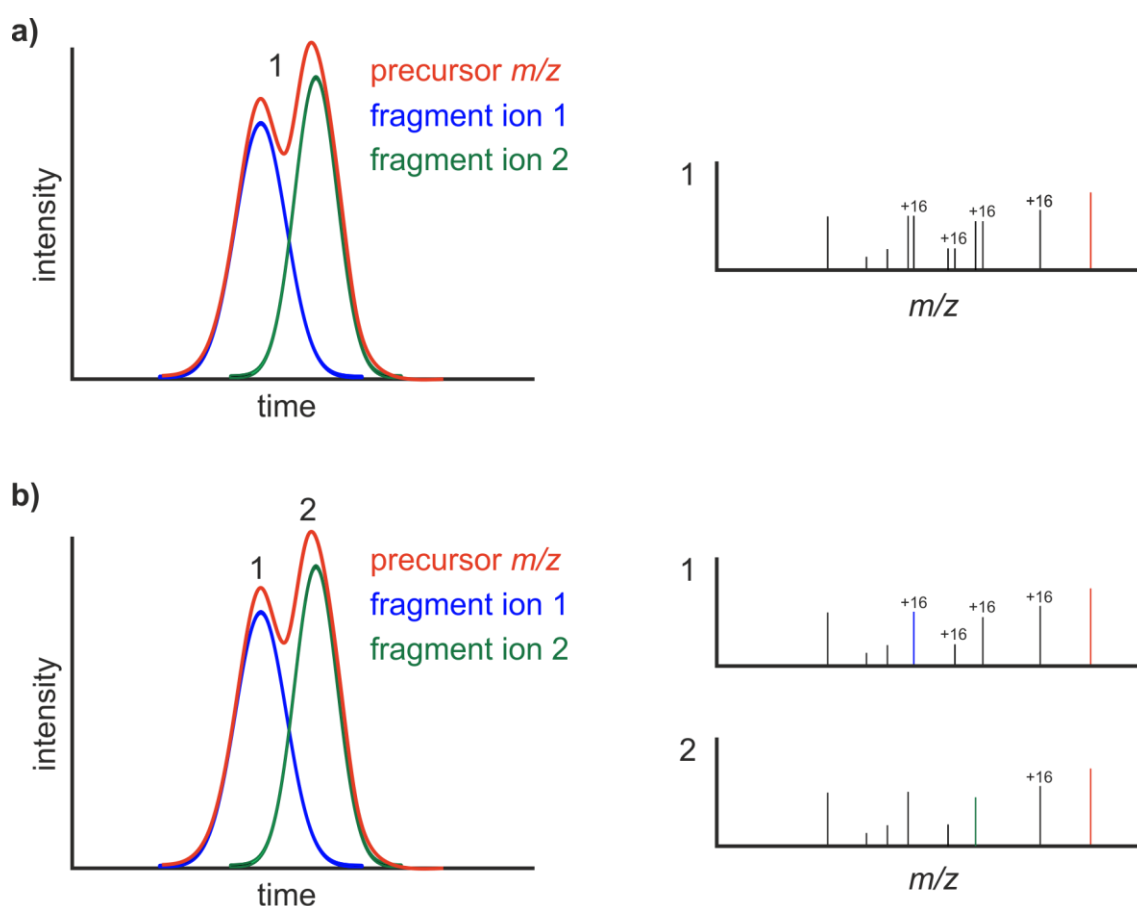 a)
1
precursor m/z
fragment ion 1
fragment ion 2
intensity
time
1
+16
+16
+16
+16
m/z
b)
1
2
precursor m/z
fragment ion 1
fragment ion 2
intensity
time
1
+16
+16
+16
+16
2
+16
m/z